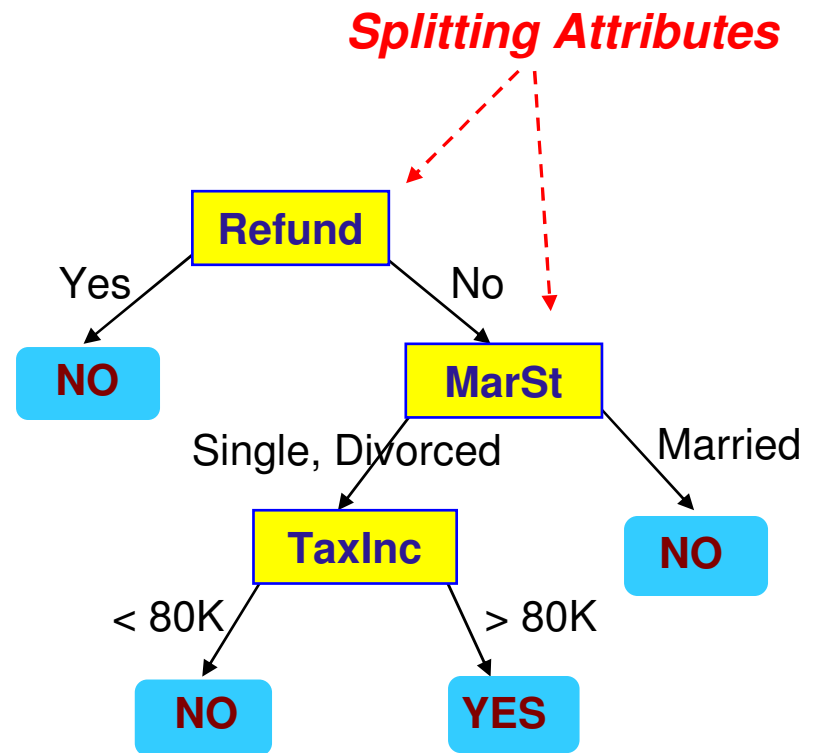 Splitting Attributes
Refund
Yes
No
NO
MarSt
Single, Divorced
Married
TaxInc
NO
< 80K
> 80K
NO
YES